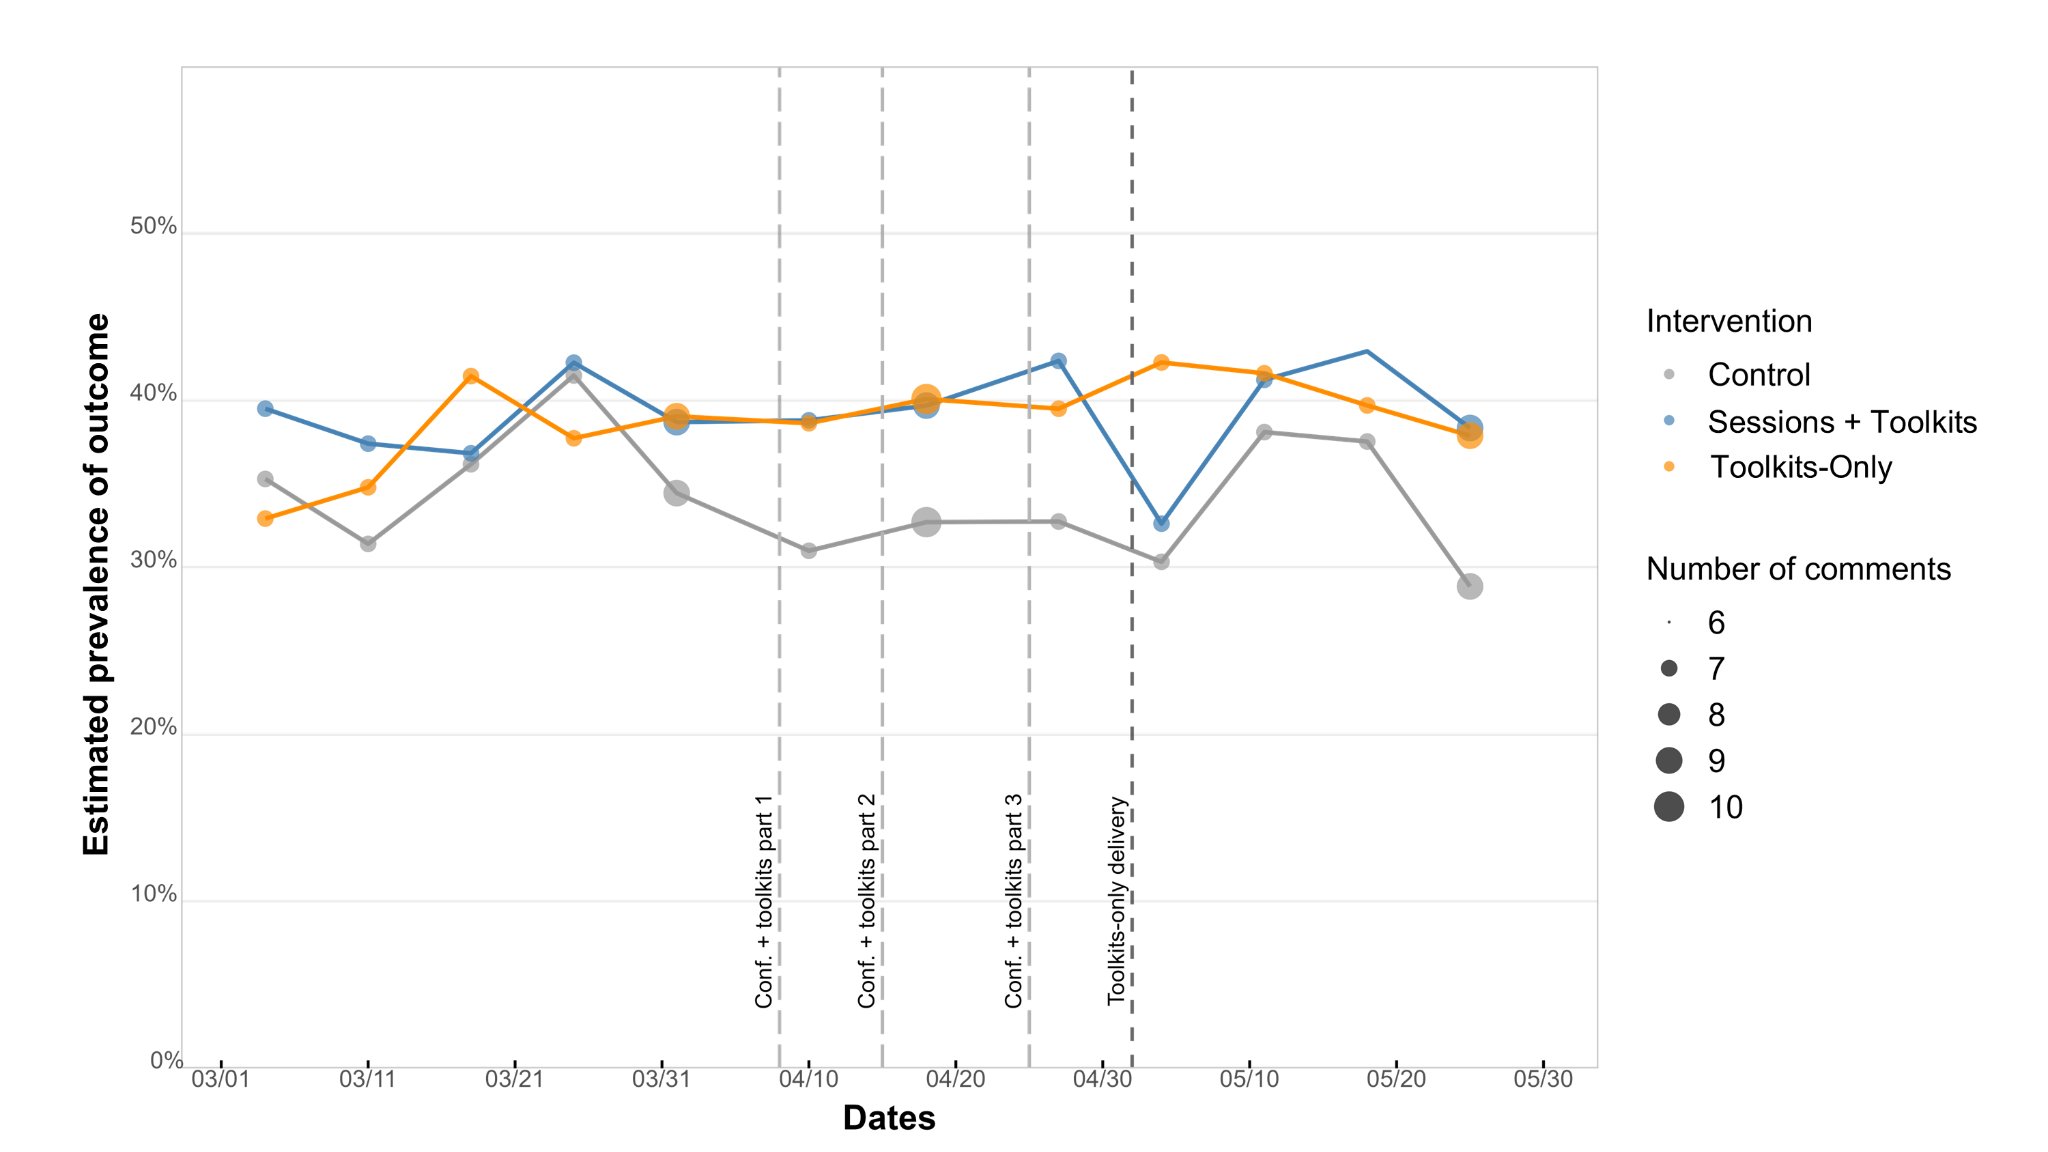 50%
40%
30%
20%
10%
0%
Estimated prevalence of outcome
Conf. + toolkits part 1
Conf. + toolkits part 2
Conf. + toolkits part 3
Toolkits-only delivery
03/01
03/11
03/21
03/31
04/10
04/20
04/30
05/10
05/20
05/30
Dates
Intervention
Control
Sessions + Toolkits
Toolkits-Only
Number of comments
6
7
8
9
10